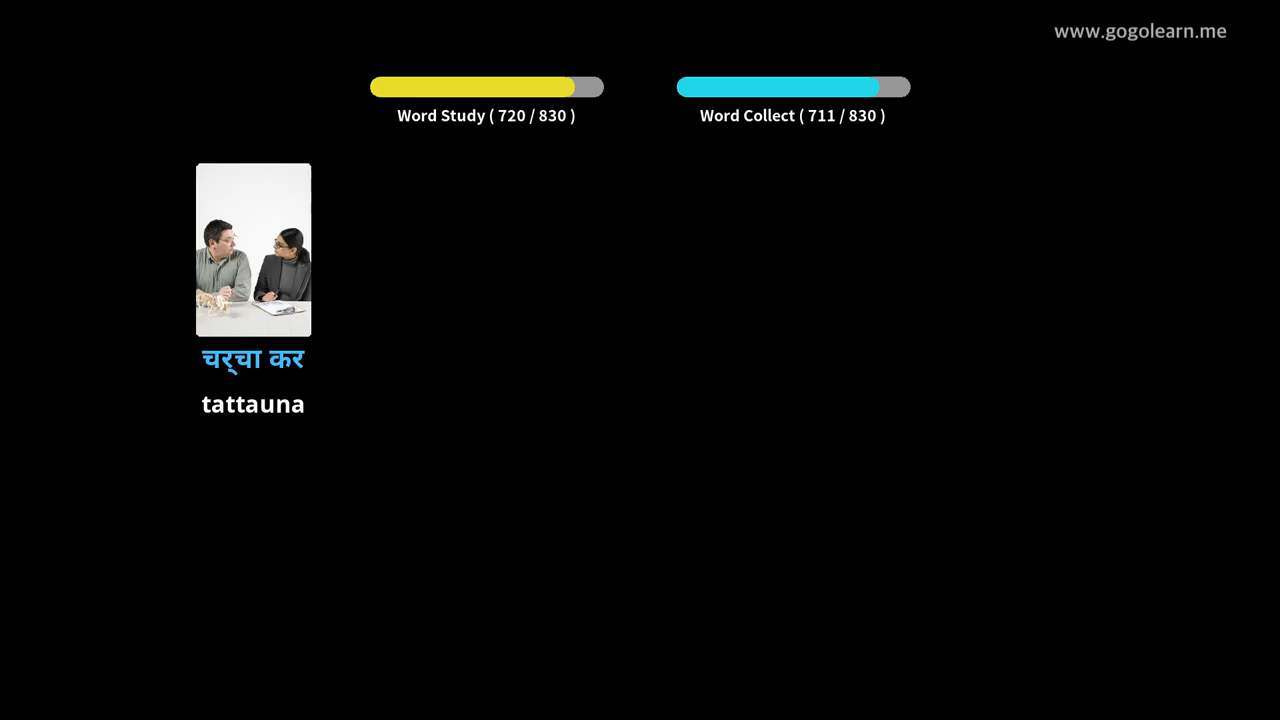 www.gogolearn.me
Word Study ( 720 / 830 )
Word Collect ( 711 / 830 )
चर्चा कर
tattauna